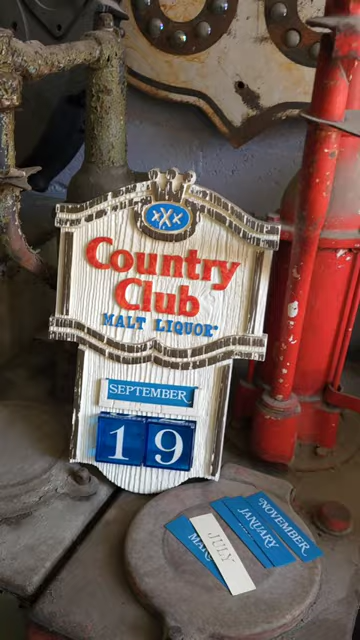 XXX
Country
Club
MALT LIQUOR
SEPTEMBER
19
NOVEMBER
JANUARY
JULY